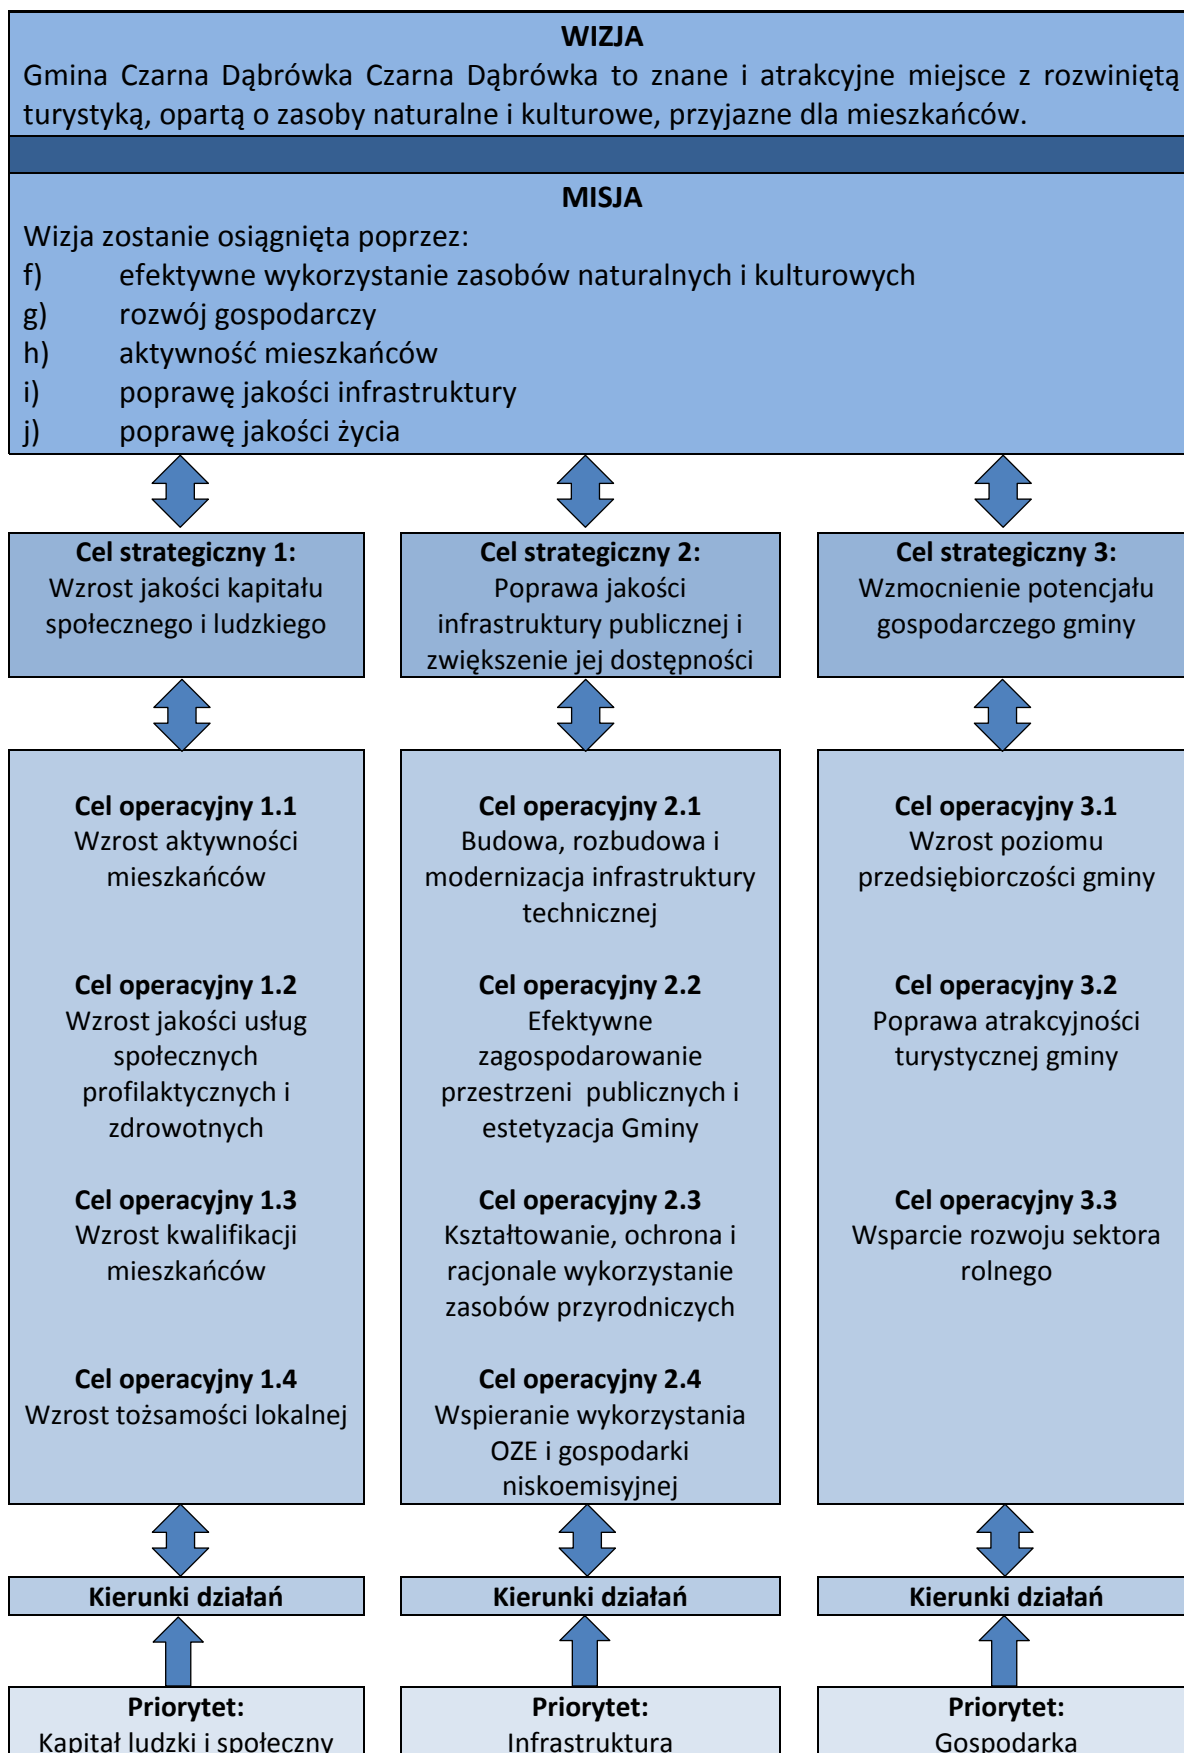 WIZJA
Gmina Czarna Dąbrówka Czarna Dąbrówka to znane i atrakcyjne miejsce z rozwiniętą
turystyką, opartą o zasoby naturalne i kulturowe, przyjazne dla mieszkańców.
MISJA
Wizja zostanie osiągnięta poprzez:
f) efektywne wykorzystanie zasobów naturalnych i kulturowych
g) rozwój gospodarczy
h) aktywność mieszkańców
i) poprawę jakości infrastruktury
j) poprawę jakości życia
Cel strategiczny 1:
Wzrost jakości kapitału
społecznego i ludzkiego
Cel strategiczny 2:
Poprawa jakości
infrastruktury publicznej i
zwiększenie jej dostępności
Cel strategiczny 3:
Wzmocnienie potencjału
gospodarczego gminy
Cel operacyjny 1.1
Wzrost aktywności
mieszkańców
Cel operacyjny 1.2
Wzrost jakości usług
społecznych
profilaktycznych i
zdrowotnych
Cel operacyjny 1.3
Wzrost kwalifikacji
mieszkańców
Cel operacyjny 1.4
Wzrost tożsamości lokalnej
Cel operacyjny 2.1
Budowa, rozbudowa i
modernizacja infrastruktury
technicznej
Cel operacyjny 2.2
Efektywne
zagospodarowanie
przestrzeni publicznych i
estetyzacja Gminy
Cel operacyjny 2.3
Kształtowanie, ochrona i
racjonale wykorzystanie
zasobów przyrodniczych
Cel operacyjny 2.4
Wspieranie wykorzystania
OZE i gospodarki
niskoemisyjnej
Cel operacyjny 3.1
Wzrost poziomu
przedsiębiorczości gminy
Cel operacyjny 3.2
Poprawa atrakcyjności
turystycznej gminy
Cel operacyjny 3.3
Wsparcie rozwoju sektora
rolnego
Kierunki działań
Kierunki działań
Kierunki działań
Priorytet:
Kapitał ludzki i społeczny
Priorytet:
Infrastruktura
Priorytet:
Gospodarka